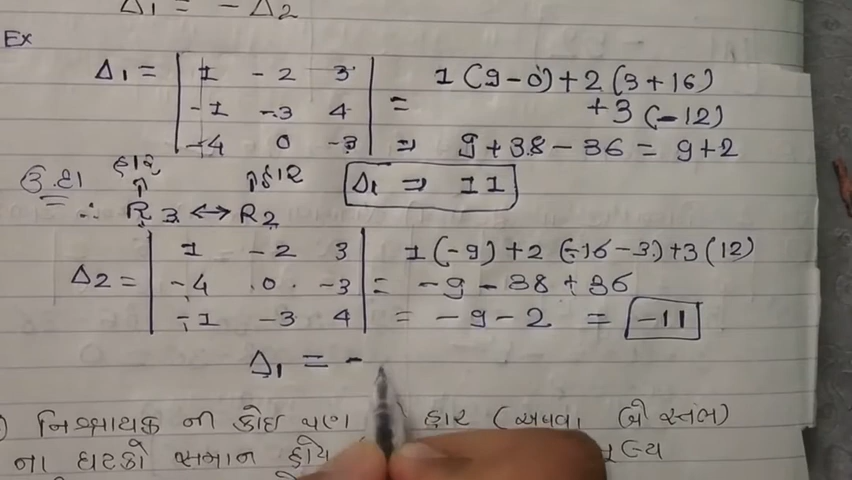 Δ1 = - Δ2
Ex
Δ1 = | 1 -2 3 | 1(9-0)+2(3+16)
| -1 -3 4 | = +3(-12)
| -4 0 -3 | ⇒ 9+38-36 = 9+2
હાર હાર Δ1 ⇒ 11
ઉ.દા
∴ R3 ↔ R2
| 1 -2 3 | 1(-9)+2(-16-3)+3(12)
Δ2 = | -4 0 -3 | = -9-38+36
| -1 -3 4 | = -9-2 = -11
Δ1 = -
નિશ્ચાયક ની કોઇ પણ હાર (અથવા બે સ્તંભ)
ના ઘટકો સમાન હોય